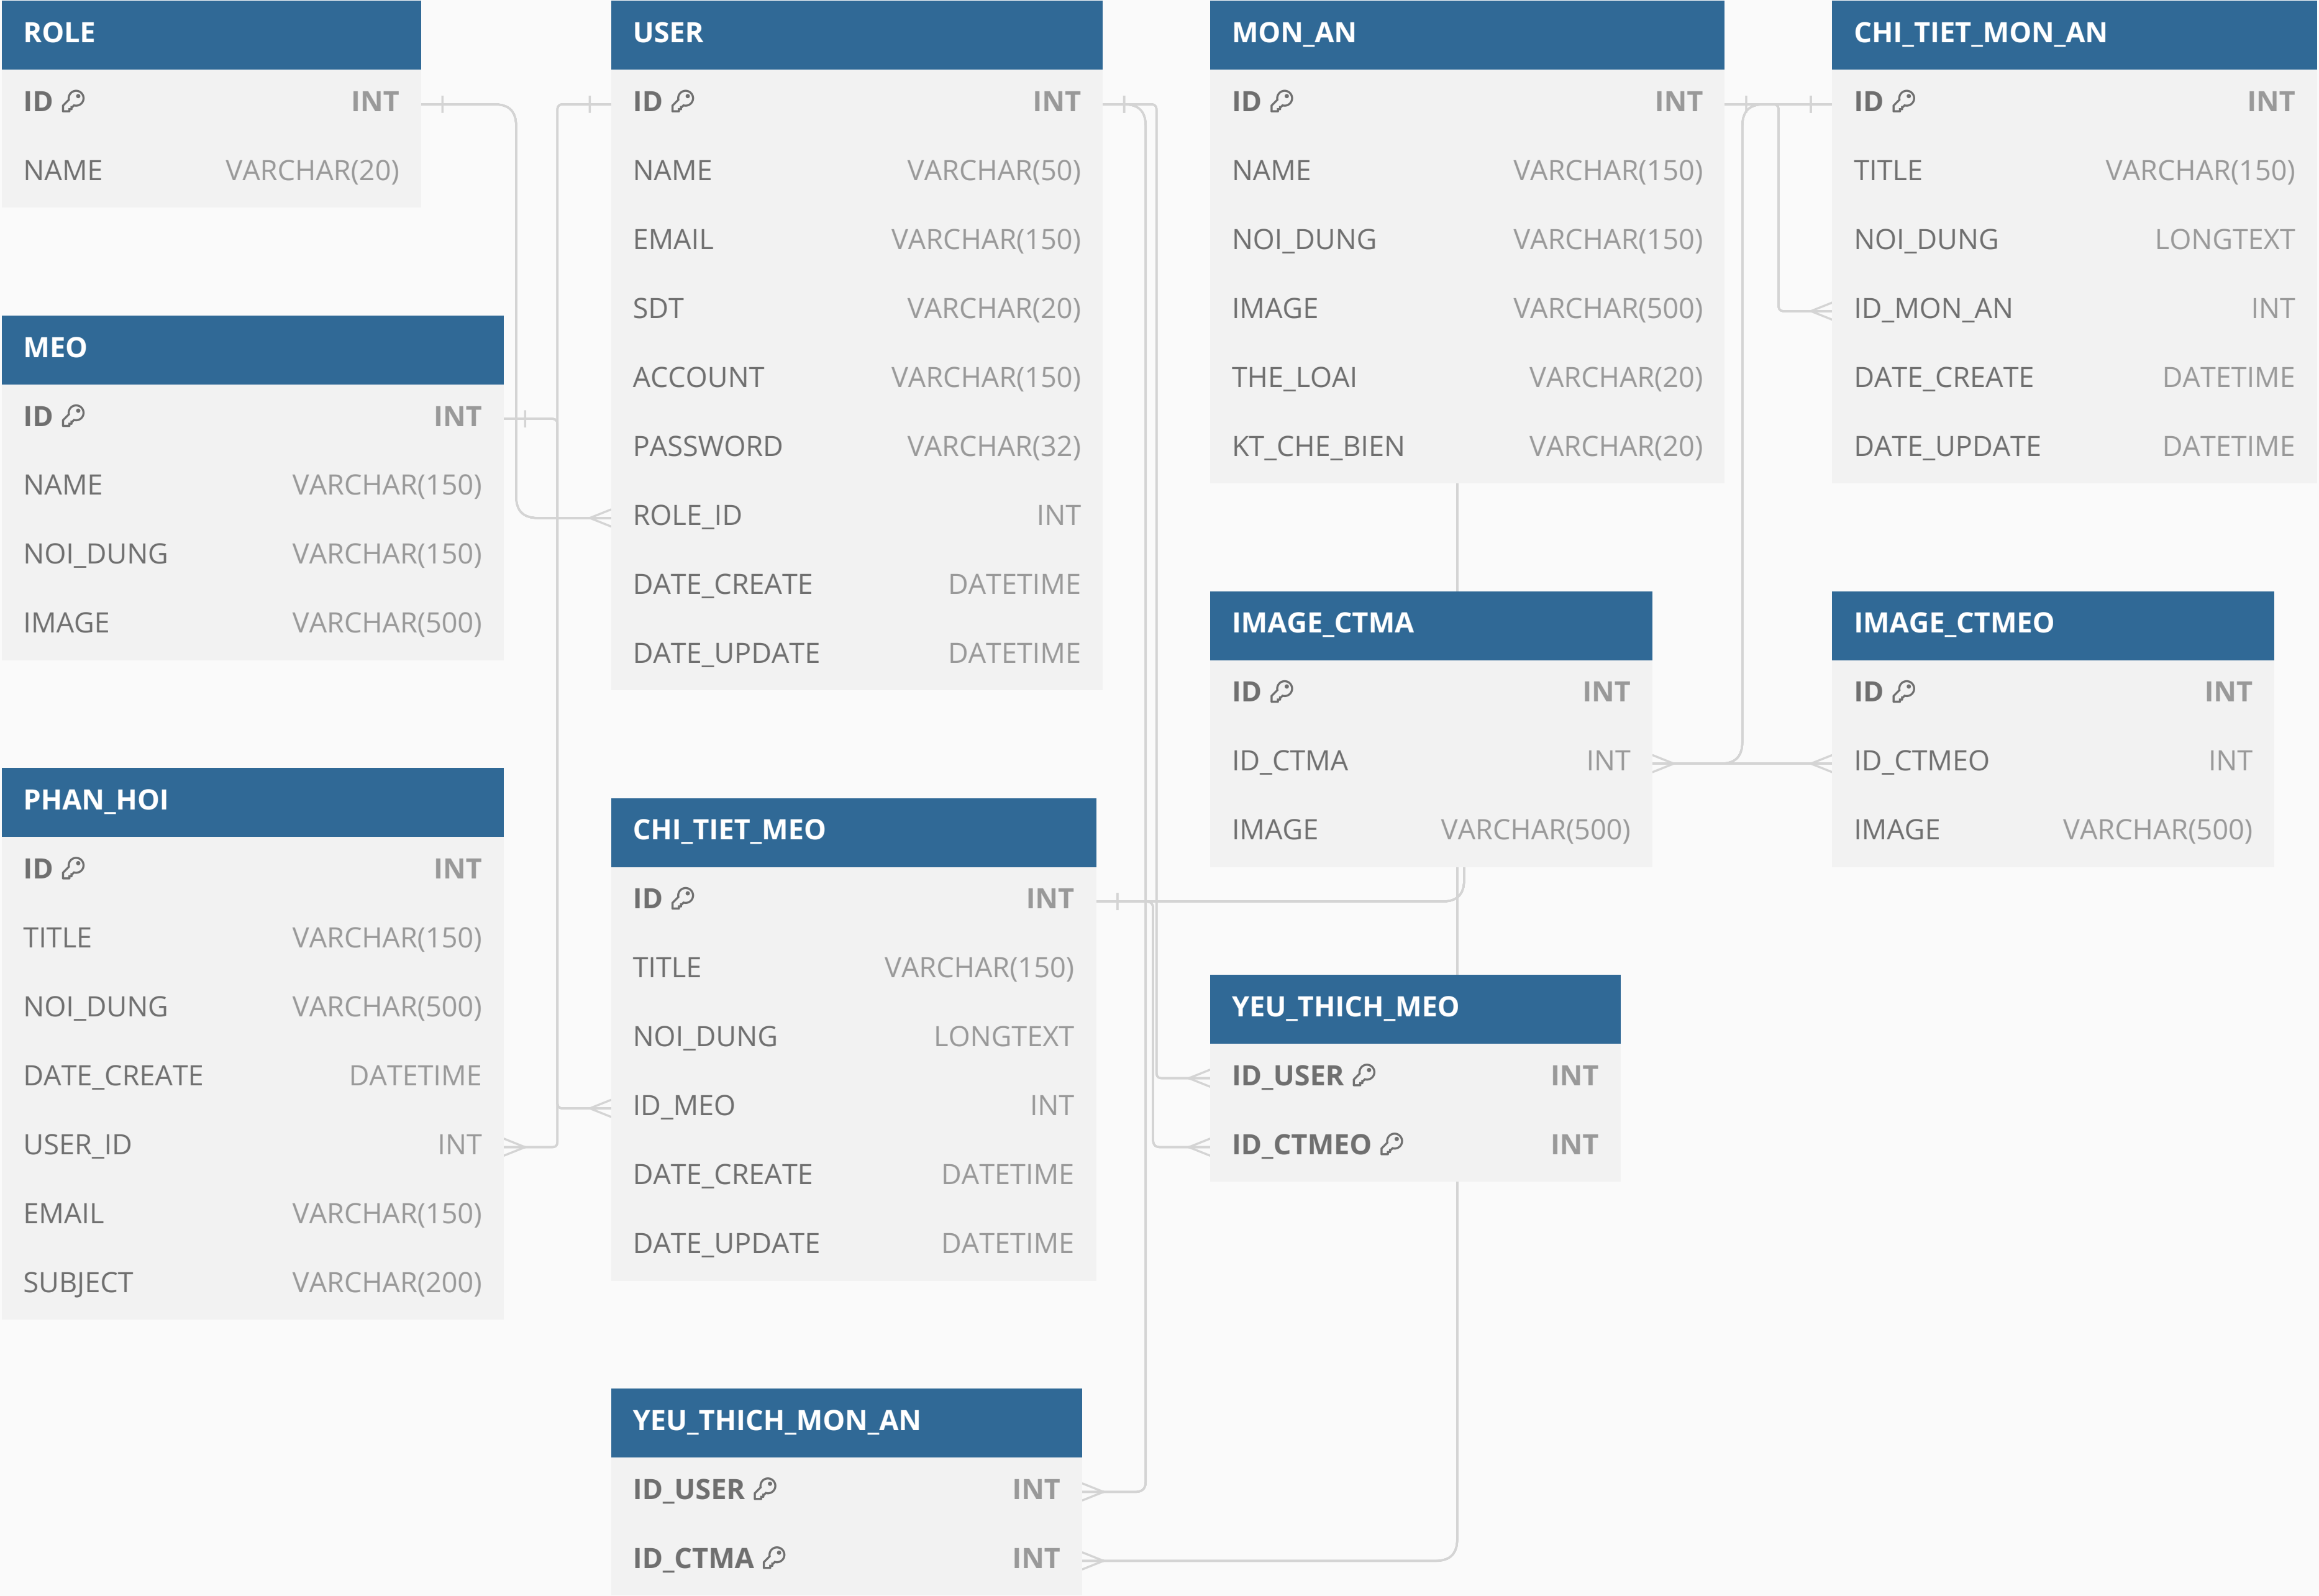 ROLE
ID INT
NAME VARCHAR(20)
MEO
ID INT
NAME VARCHAR(150)
NOI_DUNG VARCHAR(150)
IMAGE VARCHAR(500)
PHAN_HOI
ID INT
TITLE VARCHAR(150)
NOI_DUNG VARCHAR(500)
DATE_CREATE DATETIME
USER_ID INT
EMAIL VARCHAR(150)
SUBJECT VARCHAR(200)
USER
ID INT
NAME VARCHAR(50)
EMAIL VARCHAR(150)
SDT VARCHAR(20)
ACCOUNT VARCHAR(150)
PASSWORD VARCHAR(32)
ROLE_ID INT
DATE_CREATE DATETIME
DATE_UPDATE DATETIME
CHI_TIET_MEO
ID INT
TITLE VARCHAR(150)
NOI_DUNG LONGTEXT
ID_MEO INT
DATE_CREATE DATETIME
DATE_UPDATE DATETIME
YEU_THICH_MON_AN
ID_USER INT
ID_CTMA INT
MON_AN
ID INT
NAME VARCHAR(150)
NOI_DUNG VARCHAR(150)
IMAGE VARCHAR(500)
THE_LOAI VARCHAR(20)
KT_CHE_BIEN VARCHAR(20)
IMAGE_CTMA
ID INT
ID_CTMA INT
IMAGE VARCHAR(500)
YEU_THICH_MEO
ID_USER INT
ID_CTMEO INT
CHI_TIET_MON_AN
ID INT
TITLE VARCHAR(150)
NOI_DUNG LONGTEXT
ID_MON_AN INT
DATE_CREATE DATETIME
DATE_UPDATE DATETIME
IMAGE_CTMEO
ID INT
ID_CTMEO INT
IMAGE VARCHAR(500)